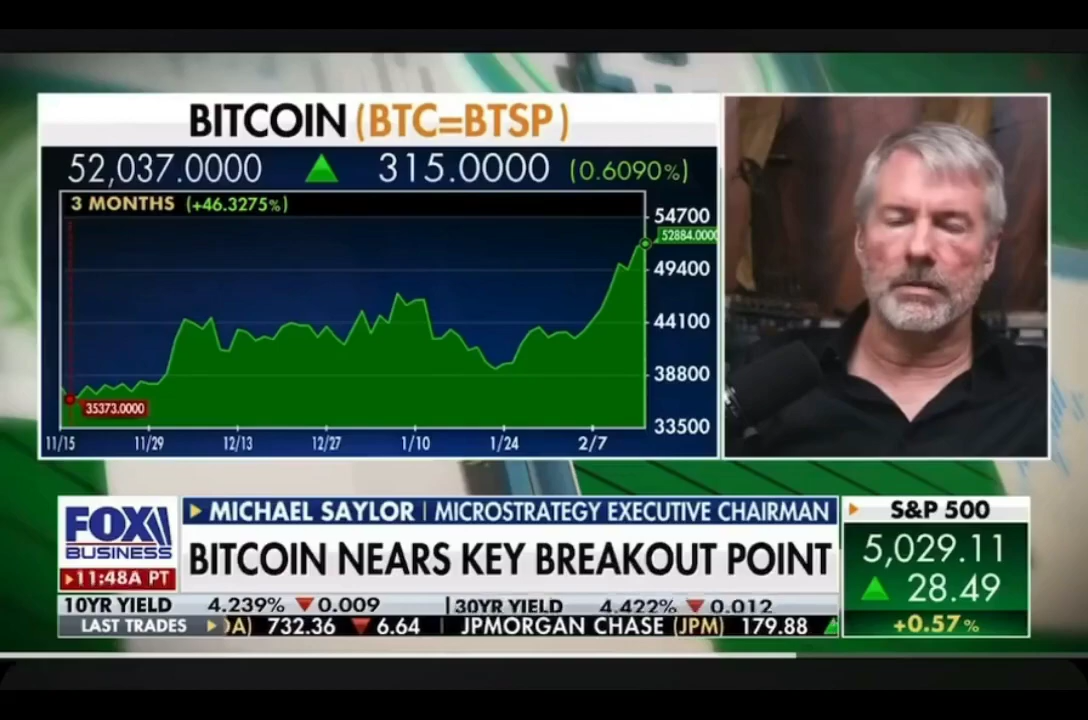 BITCOIN (BTC=BTSP)
52,037.0000 ▲ 315.0000 (0.6090%)
3 MONTHS (+46.3275%)
54700
52884.0000
49400
44100
38800
35373.0000
33500
11/15 11/29 12/13 12/27 1/10 1/24 2/7
FOX
BUSINESS
11:48A PT
MICHAEL SAYLOR | MICROSTRATEGY EXECUTIVE CHAIRMAN
BITCOIN NEARS KEY BREAKOUT POINT
S&P 500
5,029.11
▲ 28.49
+0.57%
10YR YIELD 4.239% ▼ 0.009 30YR YIELD 4.422% ▼ 0.012
LAST TRADES DA) 732.36 ▼ 6.64 JPMORGAN CHASE (JPM) 179.88 ▲